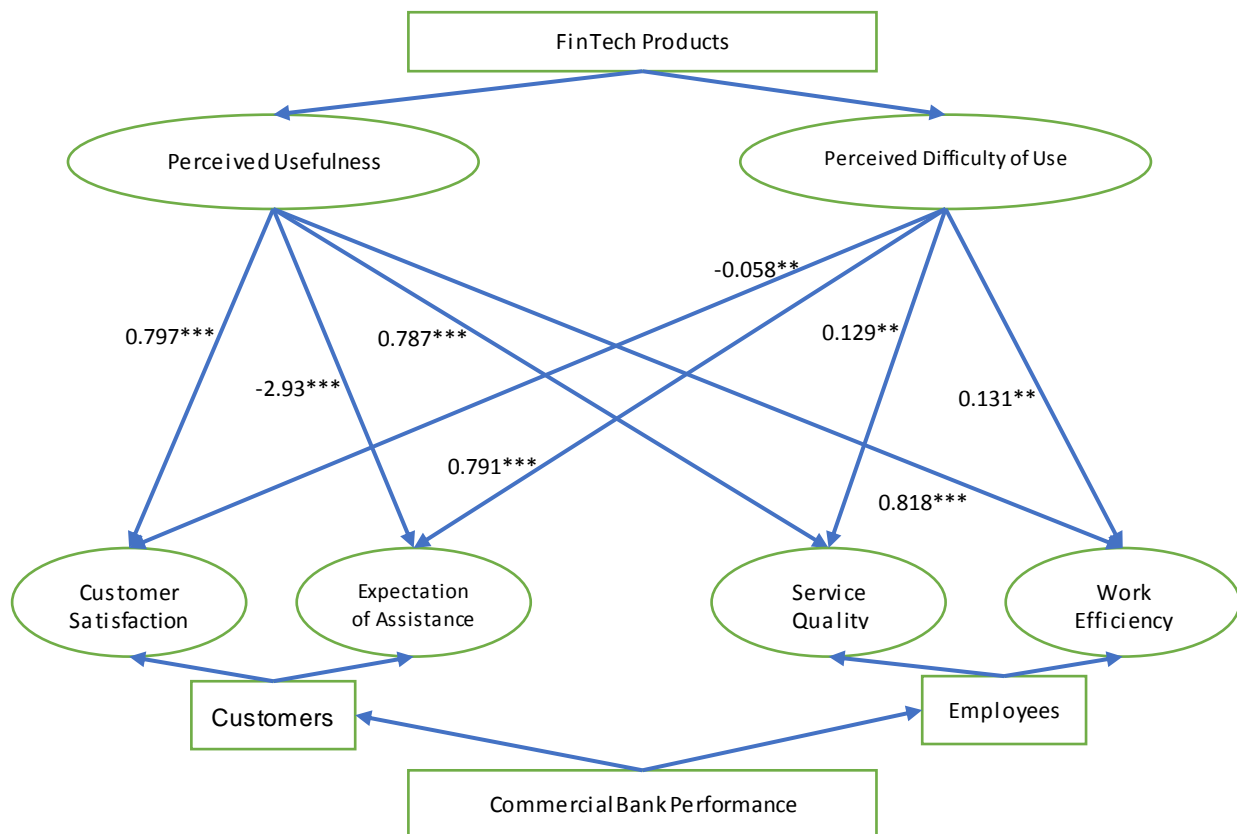 FinTech Products
Perceived Usefulness
Perceived Difficulty of Use
-0.058**
0.797***
0.787***
0.129**
-2.93***
0.131**
0.791***
0.818***
Customer
Satisfaction
Expectation
of Assistance
Service
Quality
Work
Efficiency
Customers
Employees
Commercial Bank Performance